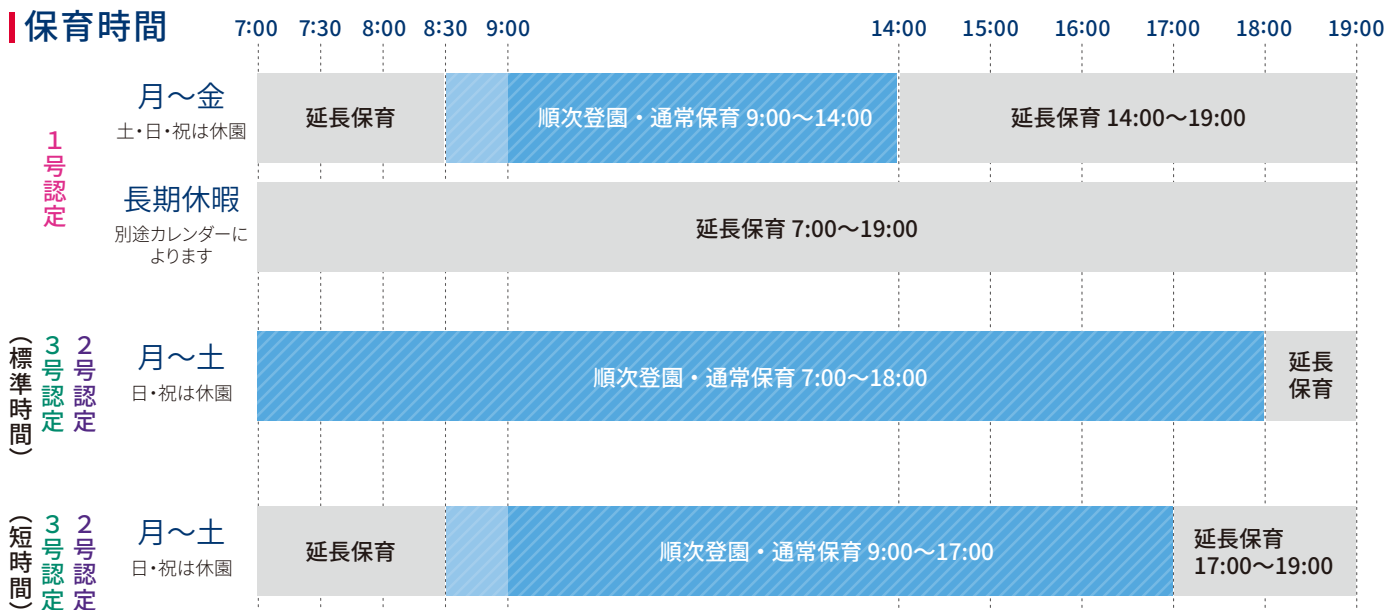 保育時間
7:00 7:30 8:00 8:30 9:00 14:00 15:00 16:00 17:00 18:00 19:00
1号認定
月〜金
土・日・祝は休園
延長保育
順次登園・通常保育 9:00〜14:00
延長保育 14:00〜19:00
長期休暇
別途カレンダーに
よります
延長保育 7:00〜19:00
2号認定
3号認定
（標準時間）
月〜土
日・祝は休園
順次登園・通常保育 7:00〜18:00
延長
保育
2号認定
3号認定
（短時間）
月〜土
日・祝は休園
延長保育
順次登園・通常保育 9:00〜17:00
延長保育
17:00〜19:00